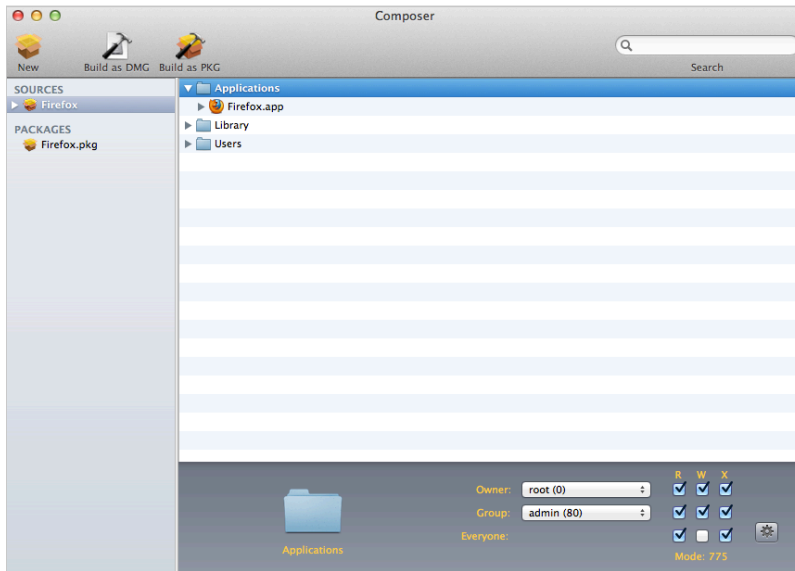 Composer
New
Build as DMG
Build as PKG
Search
SOURCES
Firefox
PACKAGES
Firefox.pkg
Applications
Firefox.app
Library
Users
R W X
Owner: root (0)
Group: admin (80)
Everyone:
Applications
Mode: 775